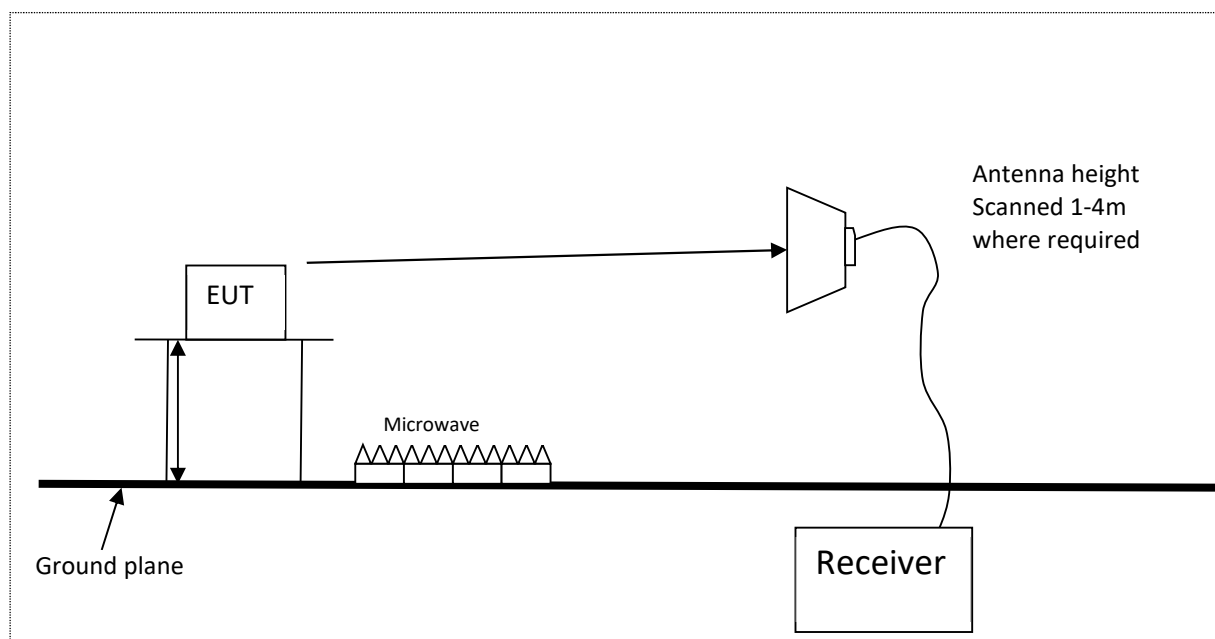 Antenna height
Scanned 1-4m
where required
EUT
Microwave
Ground plane
Receiver